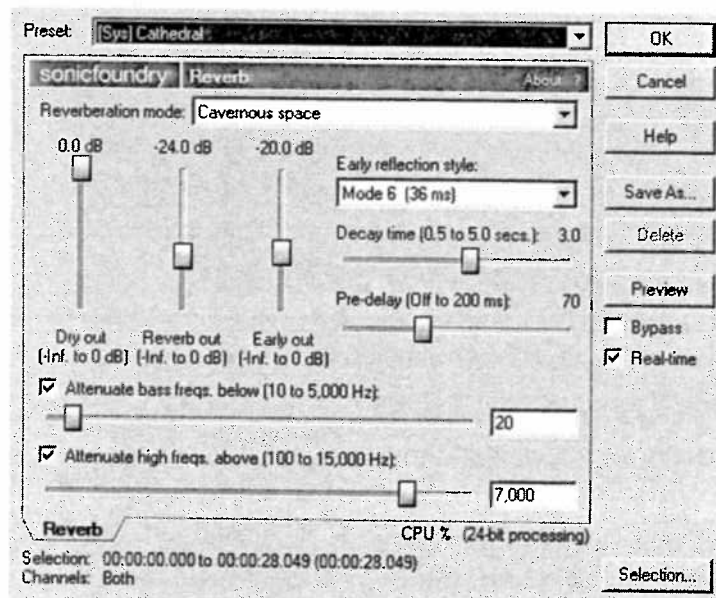 Preset: [Sys] Cathedral
OK
sonicfoundry Reverb About ?
Cancel
Reverberation mode: Cavernous space
Help
0.0 dB -24.0 dB -20.0 dB
Early reflection style:
Mode 6 (36 ms)
Save As...
Decay time (0.5 to 5.0 secs.): 3.0
Delete
Pre-delay (Off to 200 ms): 70
Preview
Bypass
Dry out Reverb out Early out
(-Inf. to 0 dB) (-Inf. to 0 dB) (-Inf. to 0 dB)
Real-time
Attenuate bass freqs. below (10 to 5,000 Hz):
20
Attenuate high freqs. above (100 to 15,000 Hz):
7,000
Reverb
CPU % (24-bit processing)
Selection: 00:00:00.000 to 00:00:28.049 (00:00:28.049)
Channels: Both
Selection...